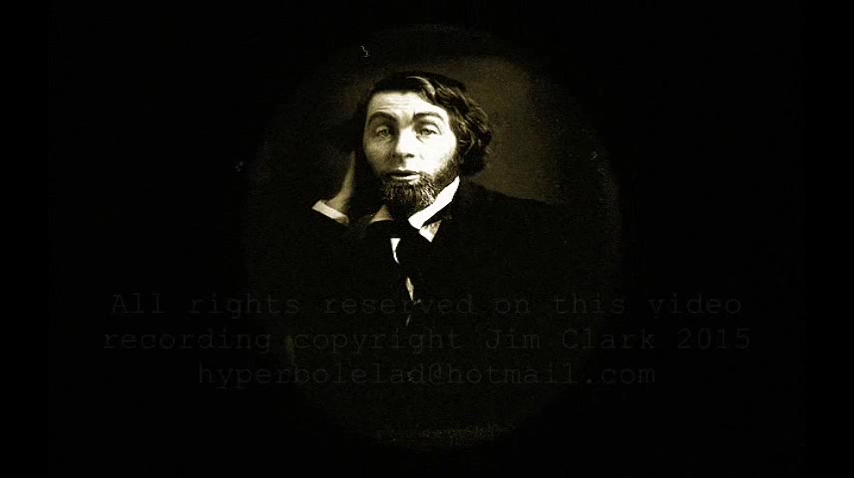 All rights reserved on this video
recording copyright Jim Clark 2015
hyperbolelad@hotmail.com